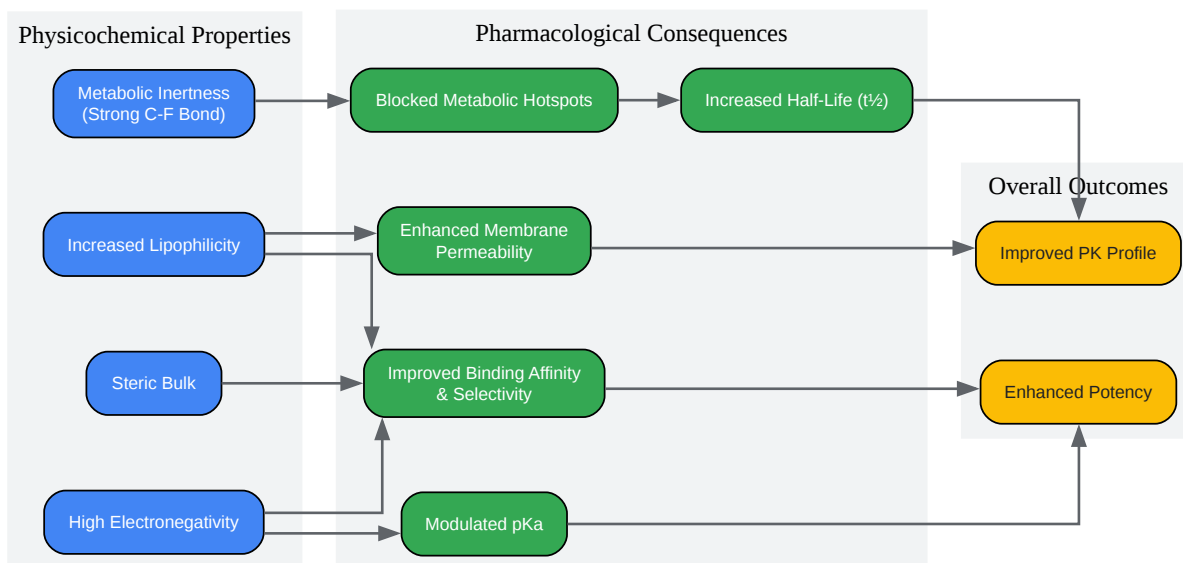 Physicochemical Properties
Pharmacological Consequences
Metabolic Inertness
(Strong C-F Bond)
Blocked Metabolic Hotspots
Increased Half-Life (t½)
Overall Outcomes
Increased Lipophilicity
Enhanced Membrane
Permeability
Improved PK Profile
Steric Bulk
Improved Binding Affinity
& Selectivity
Enhanced Potency
High Electronegativity
Modulated pKa